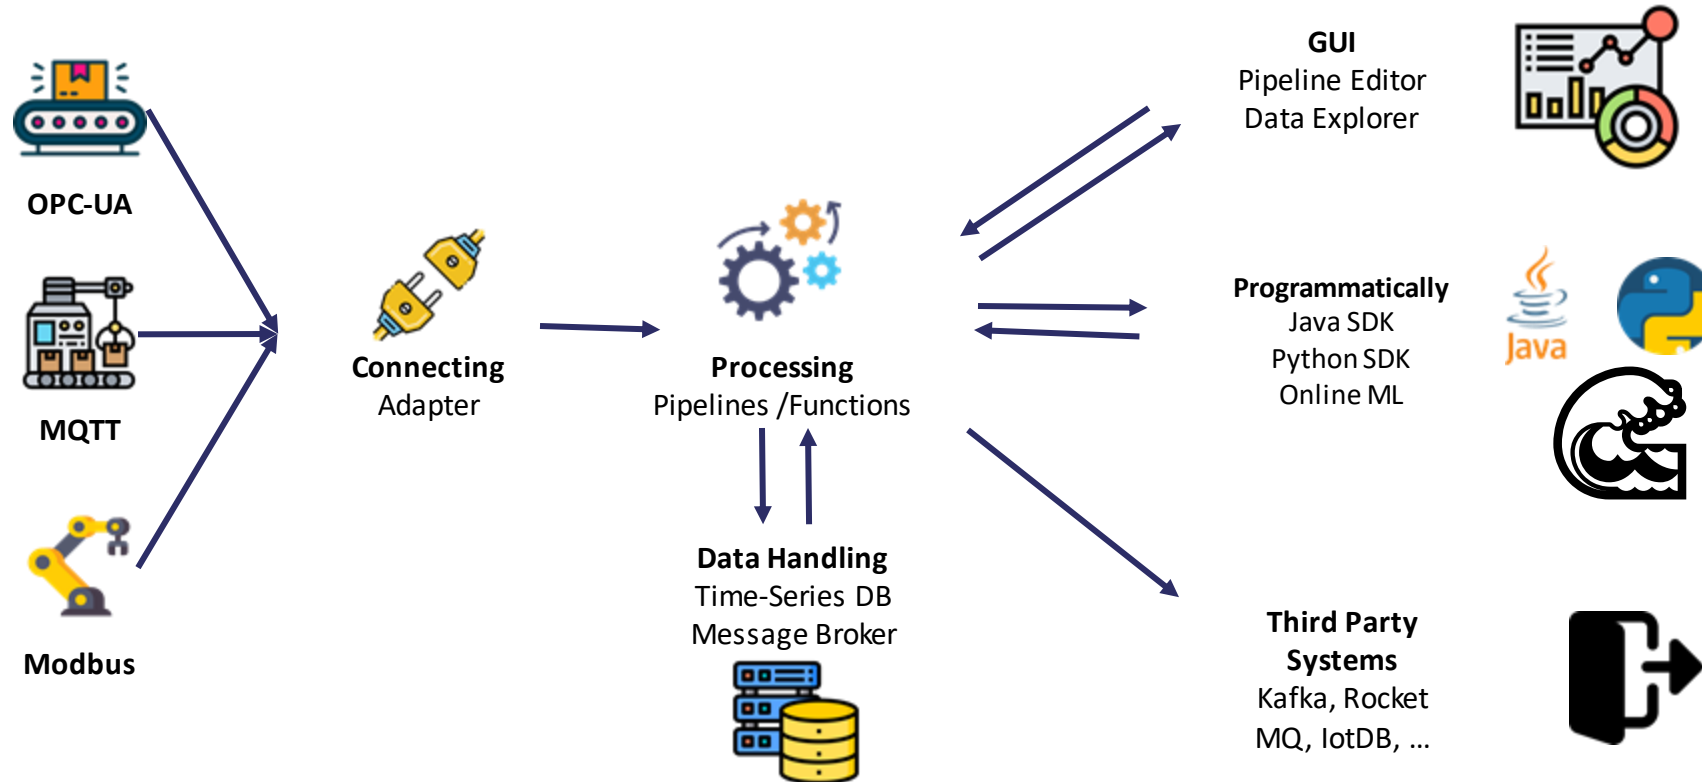 OPC-UA
MQTT
Modbus
Connecting
Adapter
Processing
Pipelines /Functions
Data Handling
Time-Series DB
Message Broker
GUI
Pipeline Editor
Data Explorer
Programmatically
Java SDK
Python SDK
Online ML
Java
Third Party
Systems
Kafka, Rocket
MQ, IotDB, ...